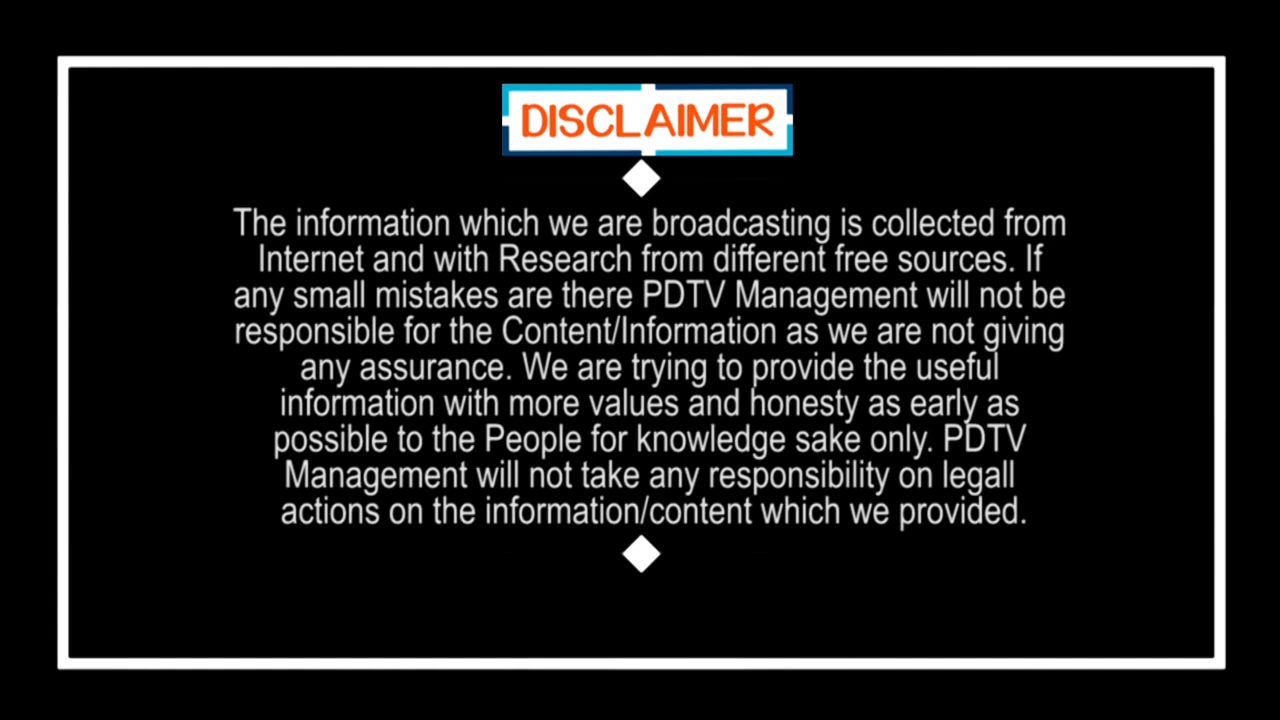 DISCLAIMER
The information which we are broadcasting is collected from
Internet and with Research from different free sources. If
any small mistakes are there PDTV Management will not be
responsible for the Content/Information as we are not giving
any assurance. We are trying to provide the useful
information with more values and honesty as early as
possible to the People for knowledge sake only. PDTV
Management will not take any responsibility on legall
actions on the information/content which we provided.